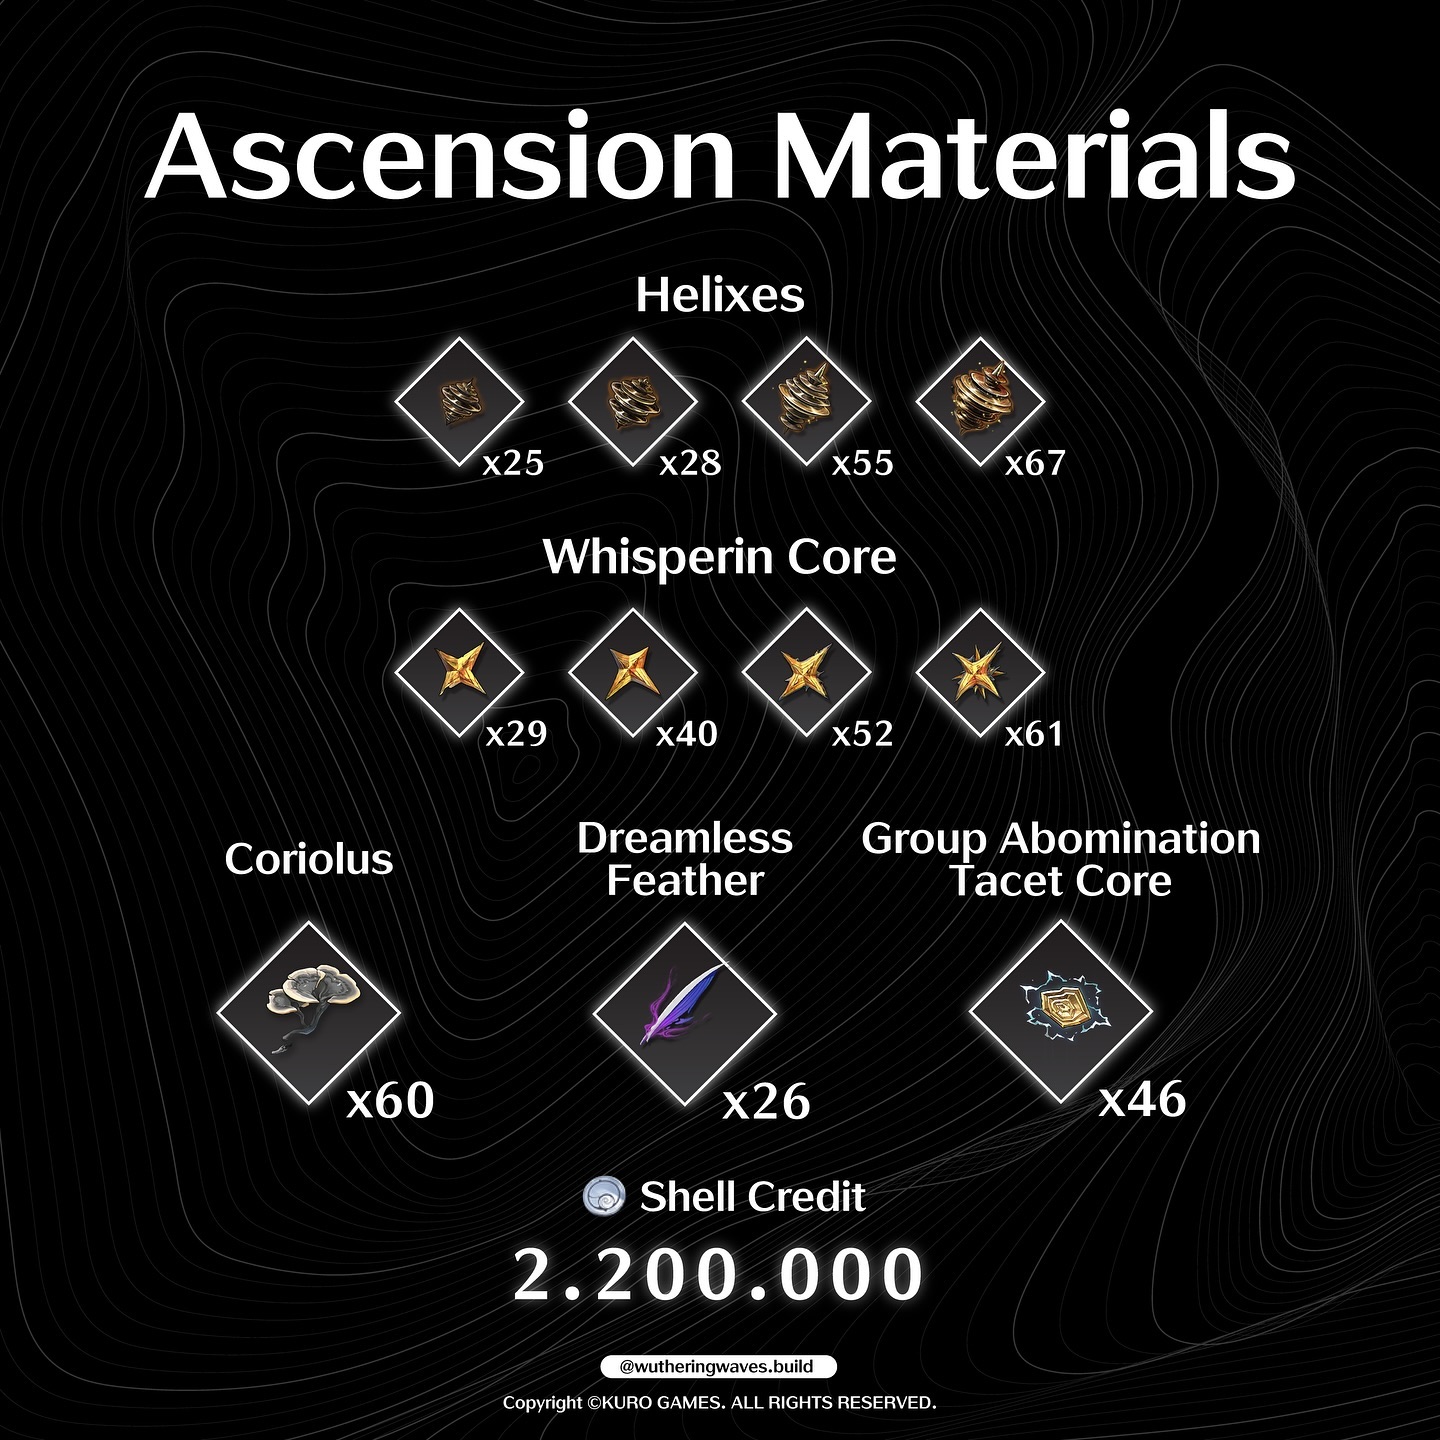 Ascension Materials
Helixes
x25 x28 x55 x67
Whisperin Core
x29 x40 x52 x61
Coriolus
x60
Dreamless
Feather
x26
Group Abomination
Tacet Core
x46
Shell Credit
2.200.000
@wutheringwaves.build
Copyright ©KURO GAMES. ALL RIGHTS RESERVED.